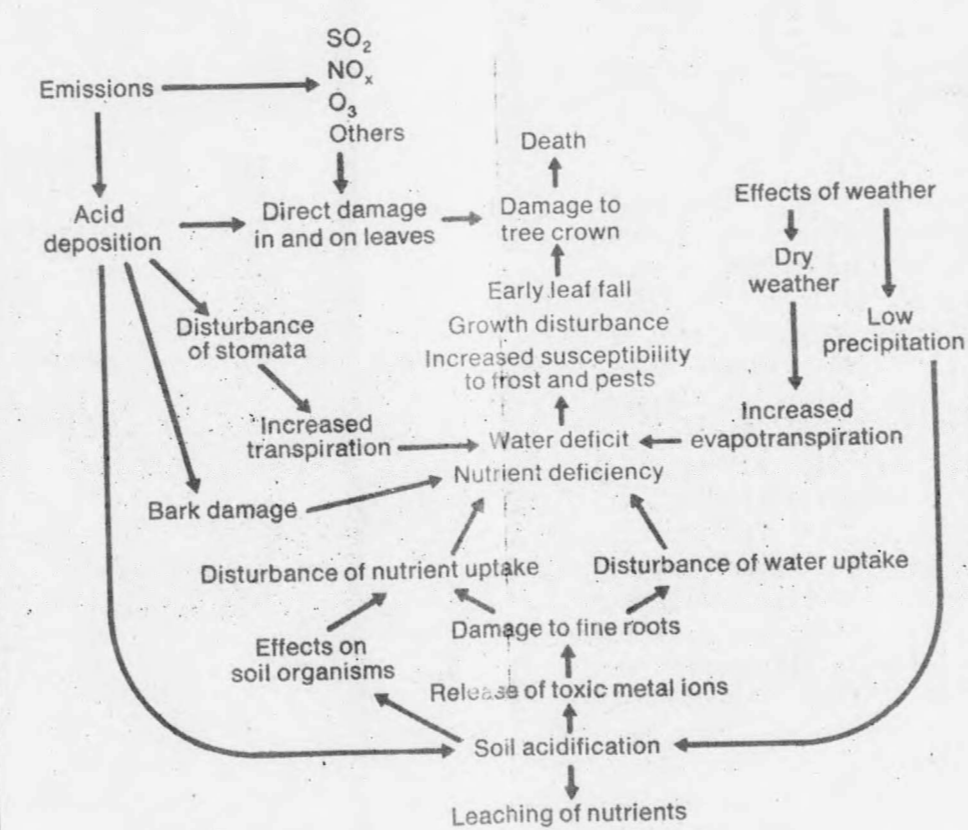 SO₂
NOₓ
Emissions
O₃
Others
Death
Effects of weather
Acid
deposition
Direct damage
in and on leaves
Damage to
tree crown
Dry
weather
Early leaf fall
Disturbance
of stomata
Growth disturbance
Low
precipitation
Increased susceptibility
to frost and pests
Increased
transpiration
Water deficit
Increased
evapotranspiration
Nutrient deficiency
Bark damage
Disturbance of nutrient uptake
Disturbance of water uptake
Effects on
soil organisms
Damage to fine roots
Release of toxic metal ions
Soil acidification
Leaching of nutrients